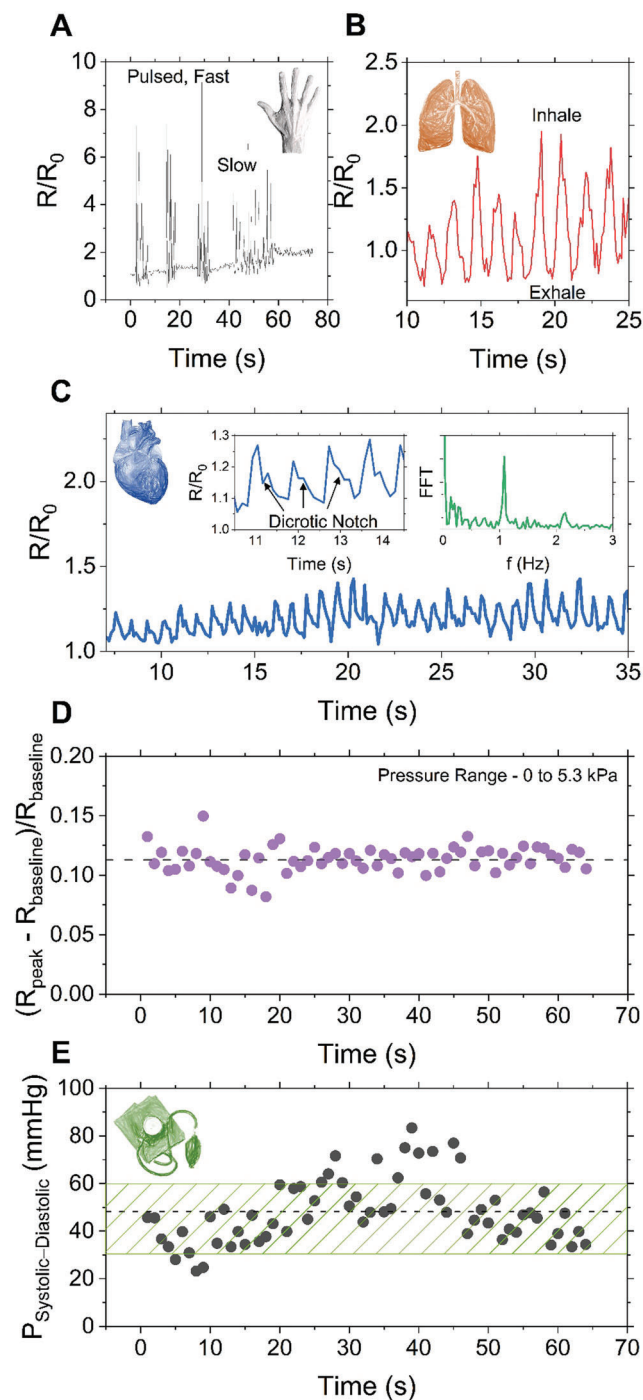 A
10
8
6
4
2
0
R/R0
Pulsed, Fast
Slow
0 20 40 60 80
Time (s)
B
2.5
2.0
1.5
1.0
R/R0
Inhale
Exhale
10 15 20 25
Time (s)
C
2.0
1.5
1.0
R/R0
1.3
1.2
1.1
1.0
R/R0
Dicrotic Notch
11 12 13 14
Time (s)
FFT
0 1 2 3
f (Hz)
10 15 20 25 30 35
Time (s)
D
0.20
0.15
0.10
0.05
0.00
(Rpeak - Rbaseline)/Rbaseline
Pressure Range - 0 to 5.3 kPa
0 10 20 30 40 50 60 70
Time (s)
E
100
80
60
40
20
0
PSystolic–Diastolic (mmHg)
0 10 20 30 40 50 60 70
Time (s)